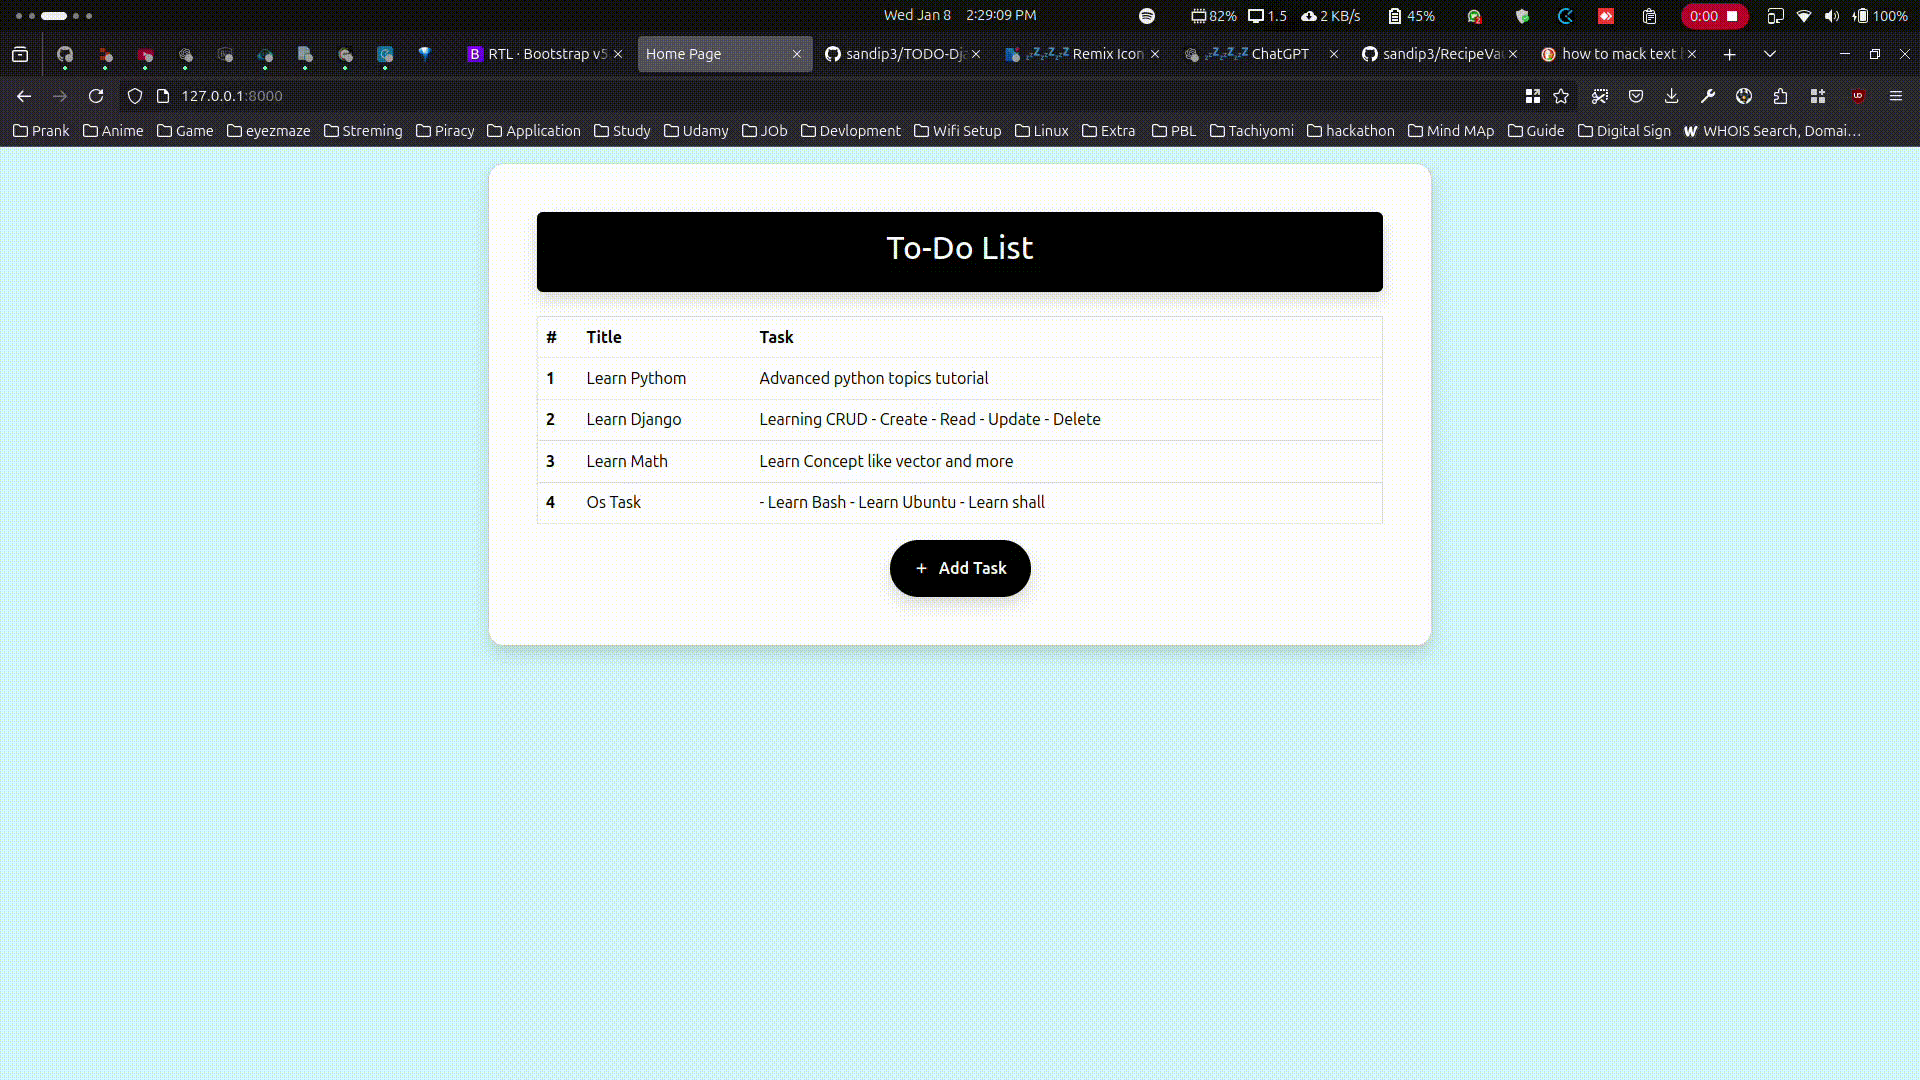 Wed Jan 8 2:29:09 PM
82% 1.5 2 KB/s 45% 0:00 100%
RTL · Bootstrap v5 Home Page sandip3/TODO-Dja zzZzzZzzZ Remix Icon zzZzzZzzZ ChatGPT sandip3/RecipeVau how to mack text
127.0.0.1:8000
Prank Anime Game eyezmaze Streming Piracy Application Study Udamy JOb Devlopment Wifi Setup Linux Extra PBL Tachiyomi hackathon Mind MAp Guide Digital Sign WHOIS Search, Domai…
To-Do List
# Title Task
1 Learn Pythom Advanced python topics tutorial
2 Learn Django Learning CRUD - Create - Read - Update - Delete
3 Learn Math Learn Concept like vector and more
4 Os Task - Learn Bash - Learn Ubuntu - Learn shall
+ Add Task